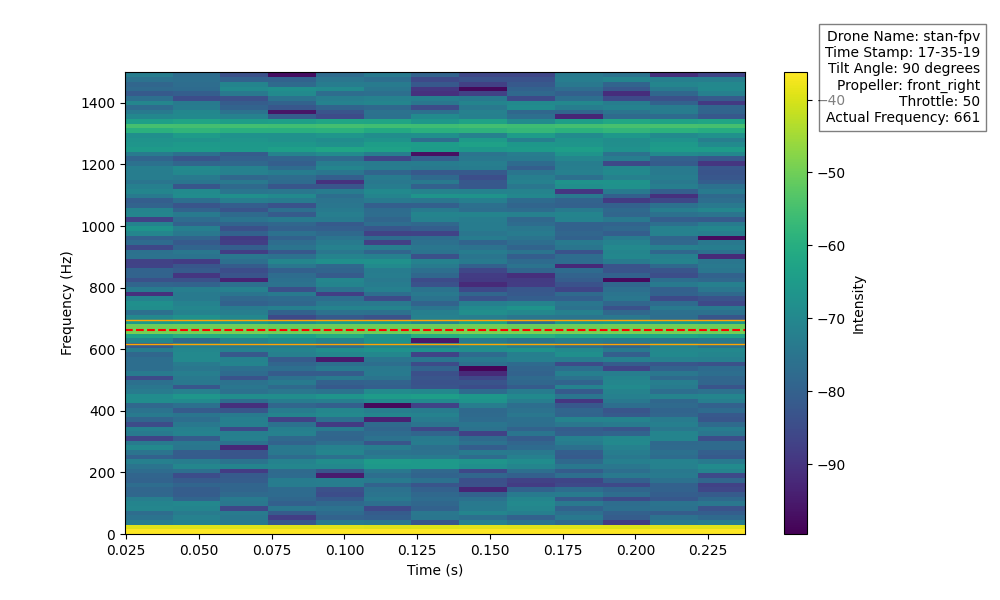 Drone Name: stan-fpv
Time Stamp: 17-35-19
Tilt Angle: 90 degrees
Propeller: front_right
Throttle: 50
Actual Frequency: 661
1400
1200
1000
800
600
400
200
0
Frequency (Hz)
0.025 0.050 0.075 0.100 0.125 0.150 0.175 0.200 0.225
Time (s)
−40
−50
−60
−70
−80
−90
Intensity